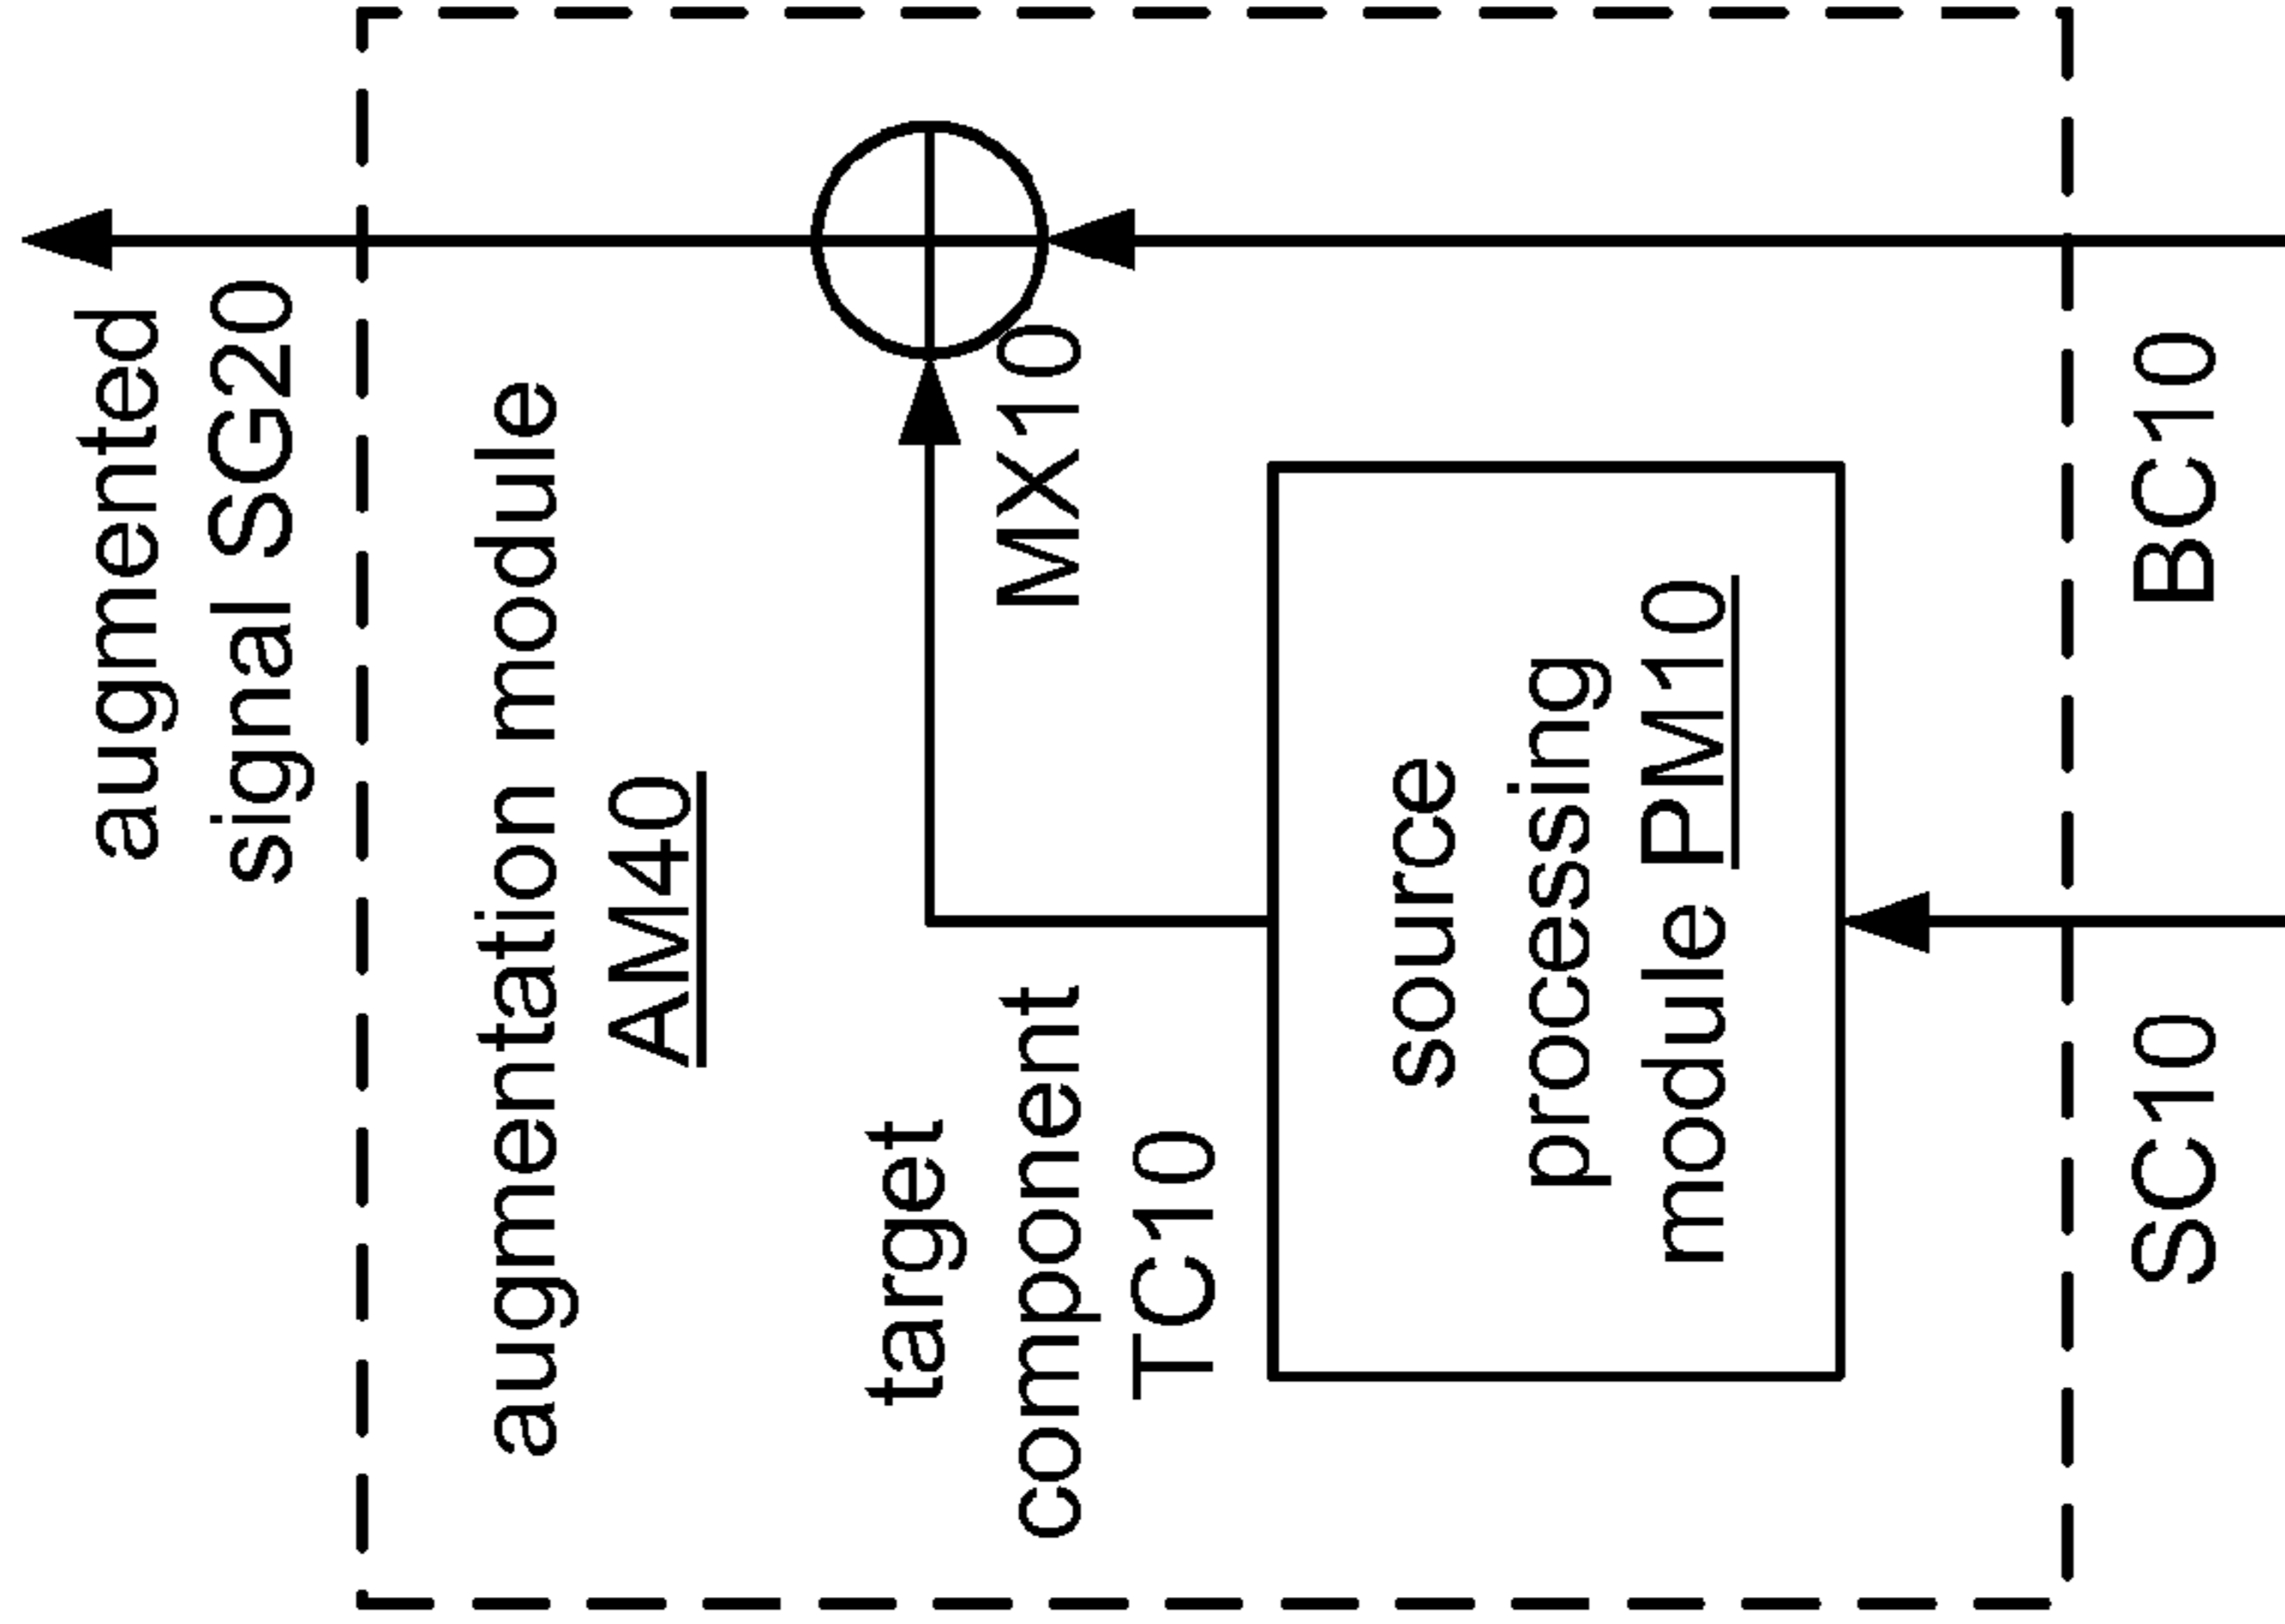 augmented
signal SG20
augmentation module
AM40
target
component
TC10
MX10
source
processing
module PM10
SC10
BC10